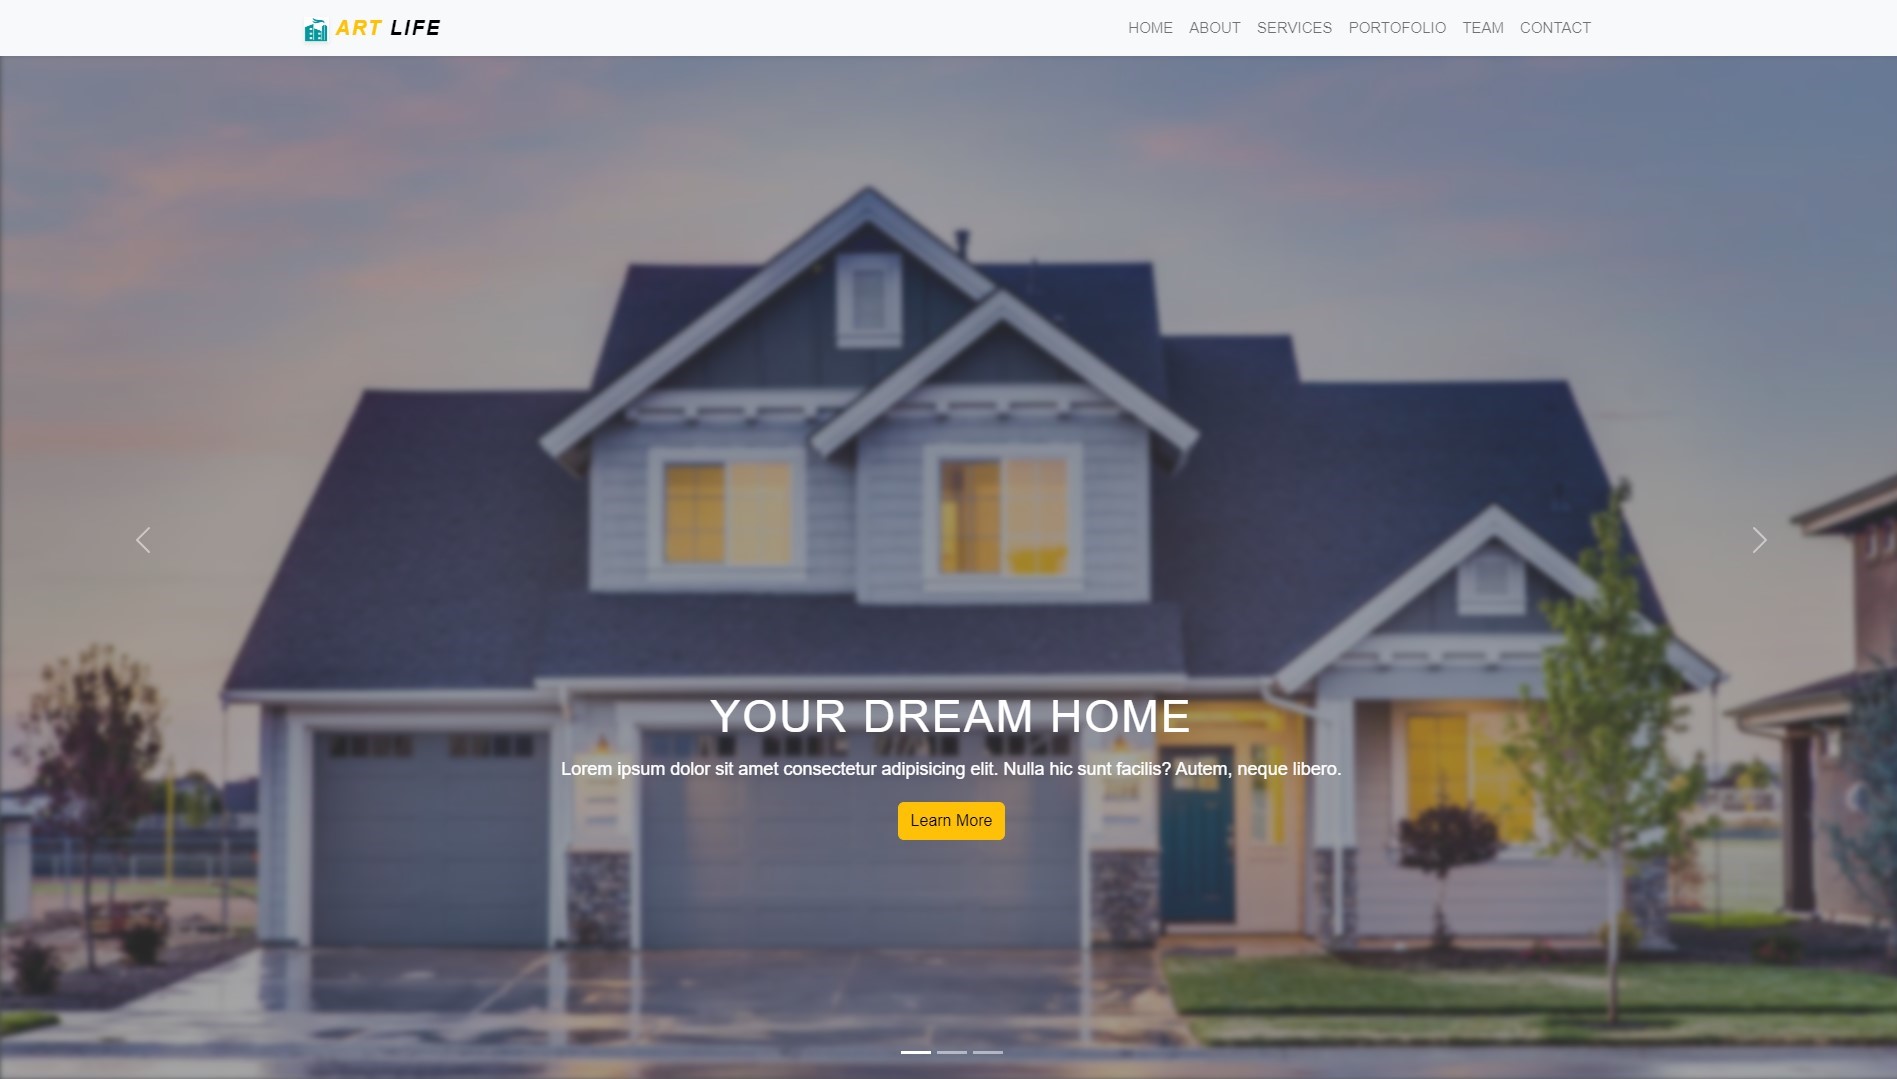 ART LIFE
HOME ABOUT SERVICES PORTOFOLIO TEAM CONTACT
YOUR DREAM HOME
Lorem ipsum dolor sit amet consectetur adipisicing elit. Nulla hic sunt facilis? Autem, neque libero.
Learn More